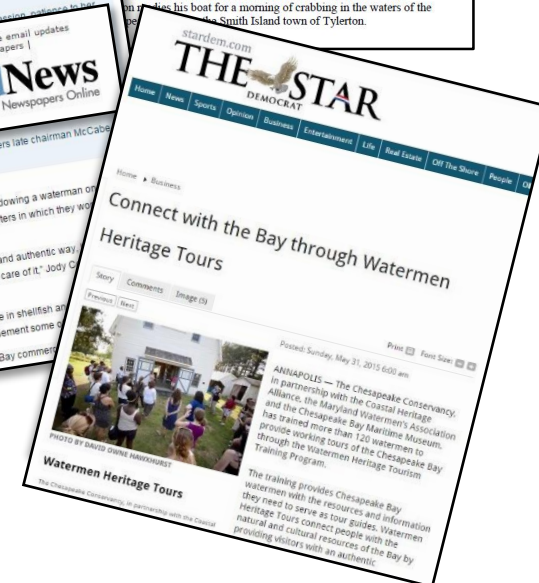 patience to her
on readies his boat for a morning of crabbing in the waters of the
the Smith Island town of Tylerton.
e email updates
apers |
News
Newspapers Online
ers late chairman McCabe
dowing a waterman on
ters in which they wo
and authentic way,
care of it," Jody C
e in shellfish an
ement some o
Bay commerc
stardem.com
THE STAR
DEMOCRAT
Home News Sports Opinion Business Entertainment Life Real Estate Off The Shore People
Home Business
Connect with the Bay through Watermen
Heritage Tours
Story Comments Image (5)
Print Font Size:
Previous Next
Posted: Sunday, May 31, 2015 6:00 am
ANNAPOLIS — The Chesapeake Conservancy,
in partnership with the Coastal Heritage
Alliance, the Maryland Watermen's Association
and the Chesapeake Bay Maritime Museum,
has trained more than 120 watermen to
provide working tours of the Chesapeake Bay
through the Watermen Heritage Tourism
Training Program.
The training provides Chesapeake Bay
watermen with the resources and information
they need to serve as tour guides. Watermen
Heritage Tours connect people with the
natural and cultural resources of the Bay by
providing visitors with an authentic
PHOTO BY DAVID OWNE HAWXHURST
Watermen Heritage Tours
The Chesapeake Conservancy, in partnership with the Coastal